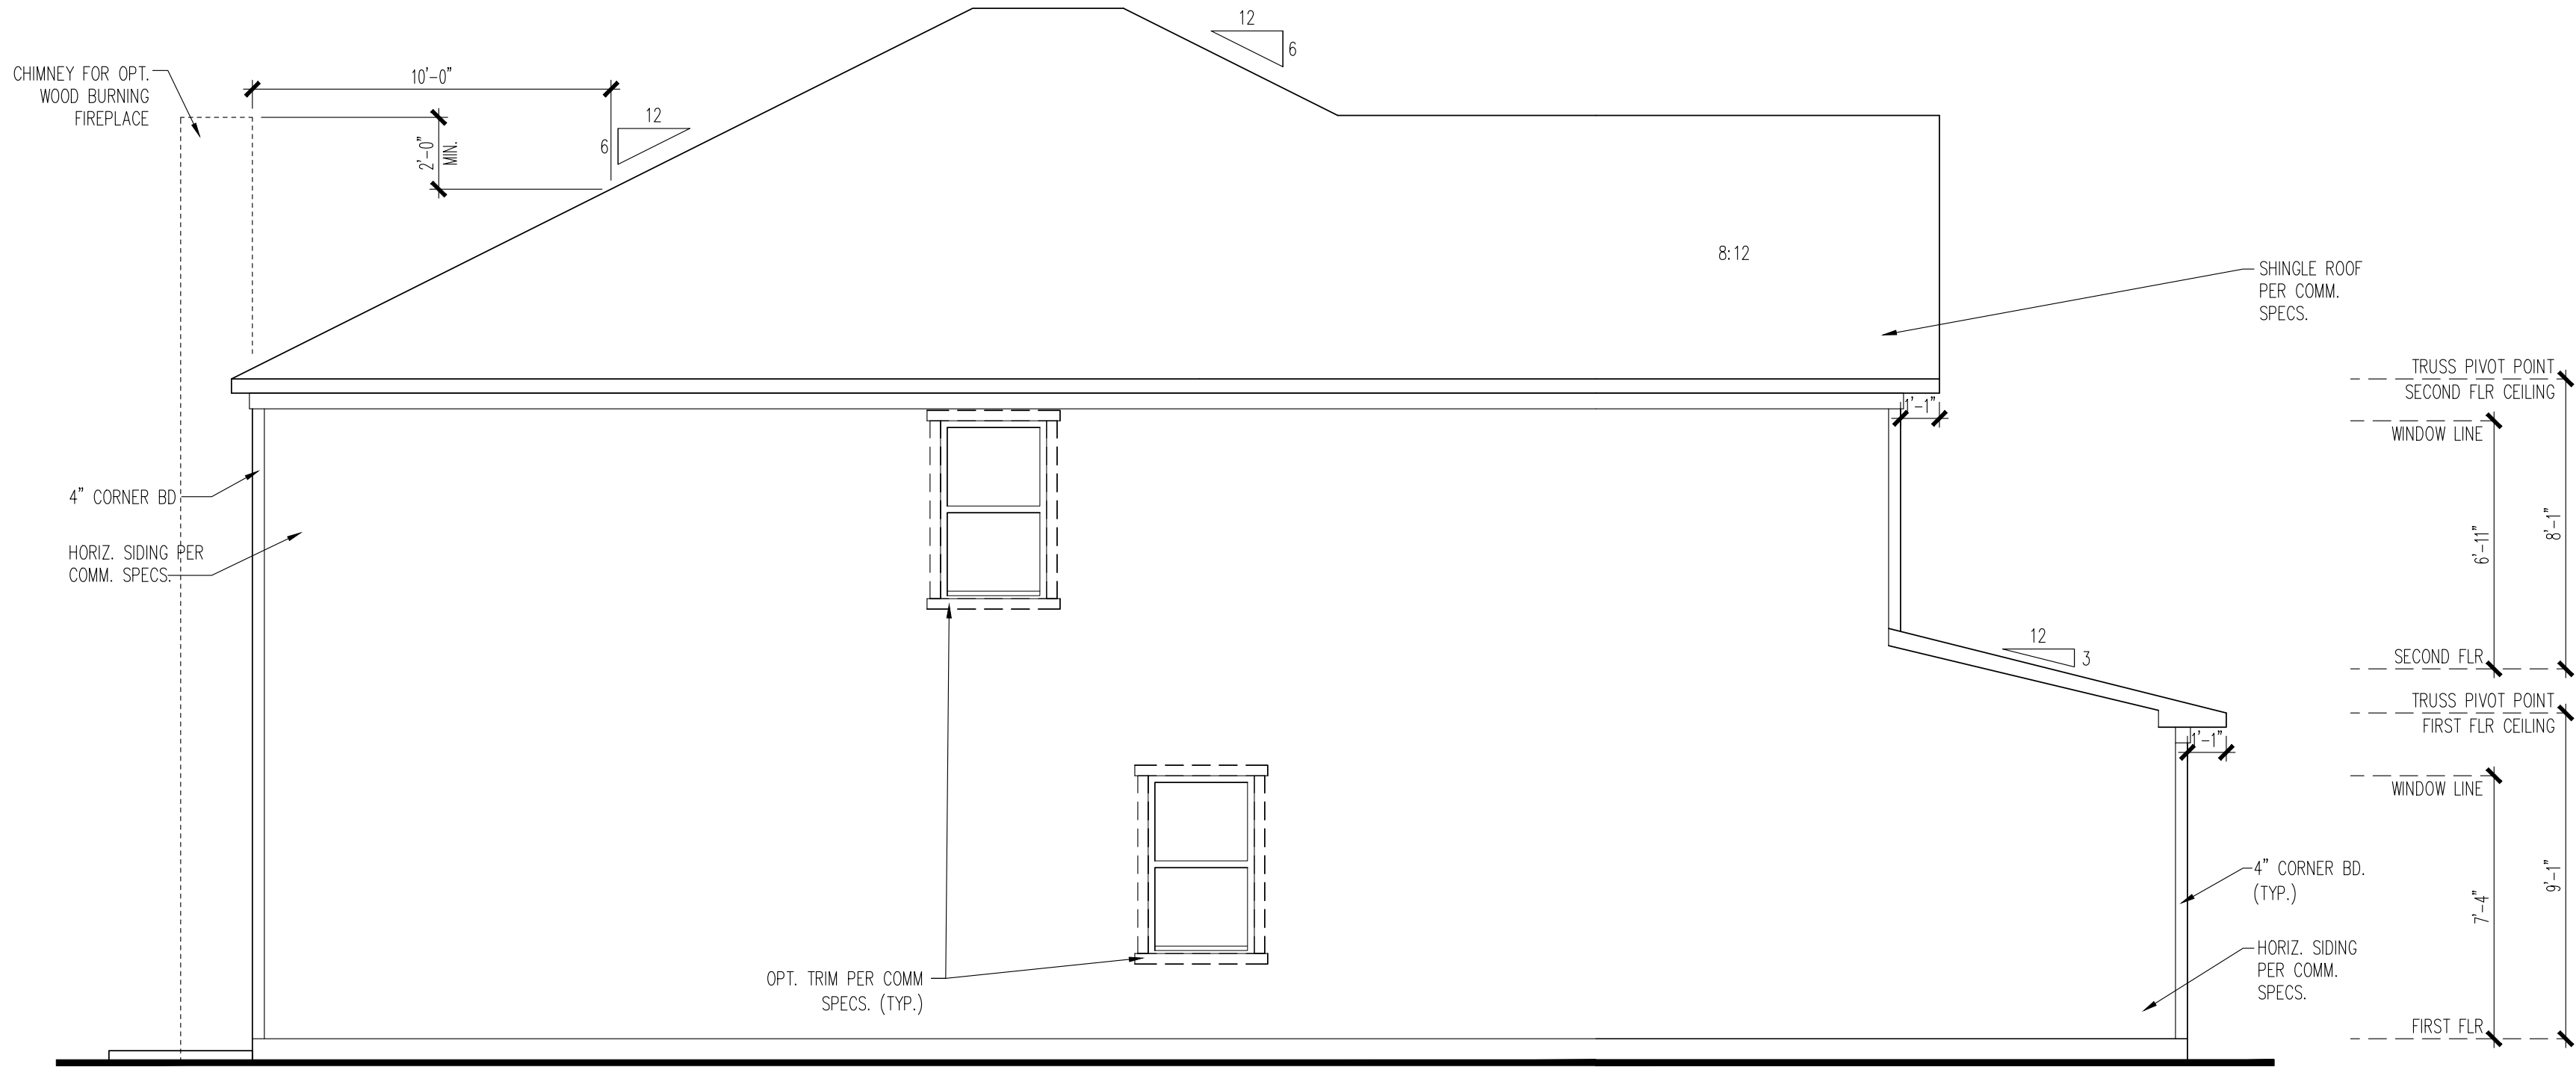 12
6
CHIMNEY FOR OPT.
WOOD BURNING
FIREPLACE
10'-0"
2'-0"
MIN.
12
6
8:12
SHINGLE ROOF
PER COMM.
SPECS.
TRUSS PIVOT POINT
SECOND FLR CEILING
1'-1"
WINDOW LINE
4" CORNER BD
HORIZ. SIDING PER
COMM. SPECS.
6'-11"
8'-1"
12
3
SECOND FLR
TRUSS PIVOT POINT
FIRST FLR CEILING
1'-1"
WINDOW LINE
4" CORNER BD.
(TYP.)
7'-4"
9'-1"
OPT. TRIM PER COMM
SPECS. (TYP.)
HORIZ. SIDING
PER COMM.
SPECS.
FIRST FLR